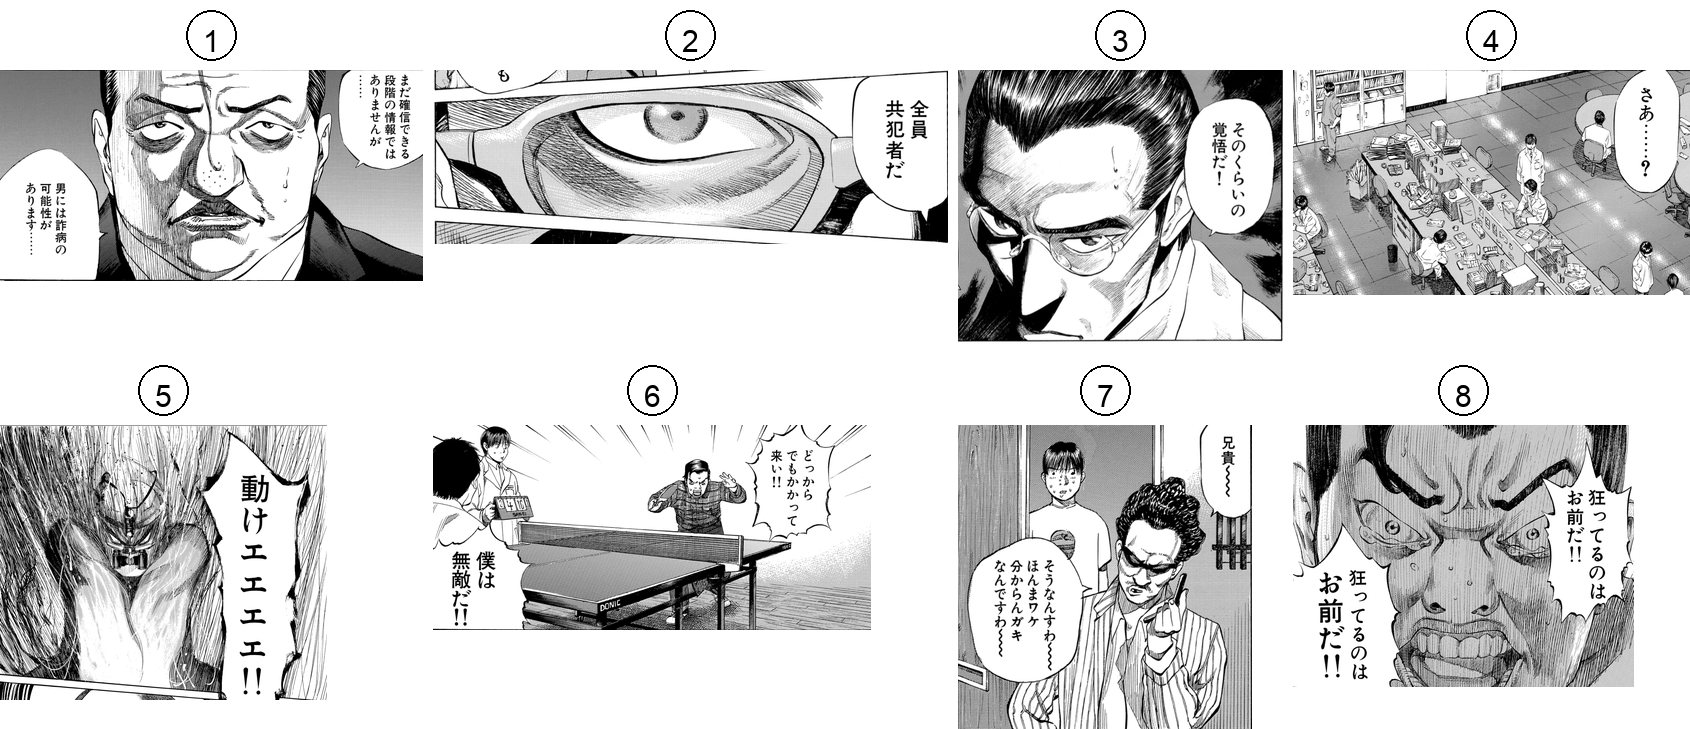 1
まだ確信できる
段階の情報では
ありませんが
……
男には詐病の
可能性が
あります……
2
も
全員
共犯者だ
3
そのくらいの
覚悟だ！
4
さあ……？
5
動けェェェェ!!
6
どっから
でもかかって
来い!!
僕は
無敵だ!!
DONIC
7
兄貴～～
そうなんすわ～～
ほんまワケ
分からんガキ
なんですわ～～
8
狂ってるのは
お前だ!!
狂ってるのは
お前だ!!